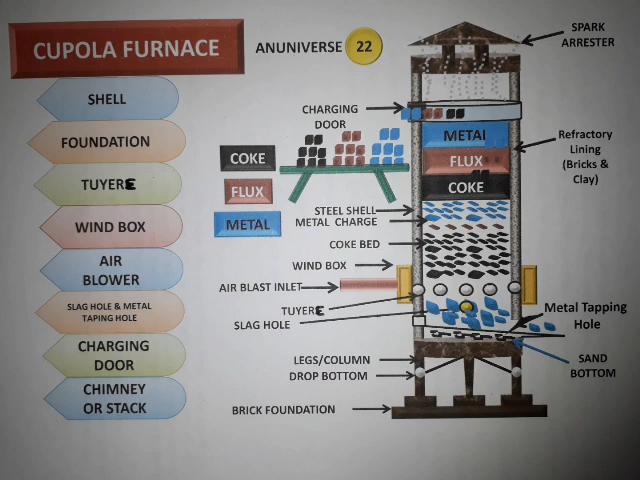 CUPOLA FURNACE
ANUNIVERSE 22
SHELL
FOUNDATION
TUYERE
WIND BOX
AIR
BLOWER
SLAG HOLE & METAL
TAPING HOLE
CHARGING
DOOR
CHIMNEY
OR STACK
COKE
FLUX
METAL
SPARK
ARRESTER
CHARGING
DOOR
METAL
FLUX
COKE
Refractory
Lining
(Bricks &
Clay)
STEEL SHELL
METAL CHARGE
COKE BED
WIND BOX
AIR BLAST INLET
TUYERE
SLAG HOLE
Metal Tapping
Hole
LEGS/COLUMN
DROP BOTTOM
SAND
BOTTOM
BRICK FOUNDATION